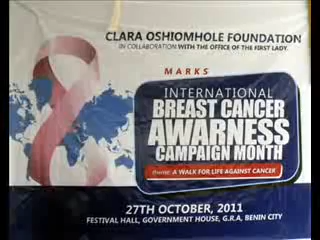 CLARA OSHIOMHOLE FOUNDATION
IN COLLABORATION WITH THE OFFICE OF THE FIRST LADY.
MARKS
INTERNATIONAL
BREAST CANCER
AWARNESS
CAMPAIGN MONTH
THEME: A WALK FOR LIFE AGAINST CANCER
27TH OCTOBER, 2011
FESTIVAL HALL, GOVERNMENT HOUSE, G.R.A, BENIN CITY